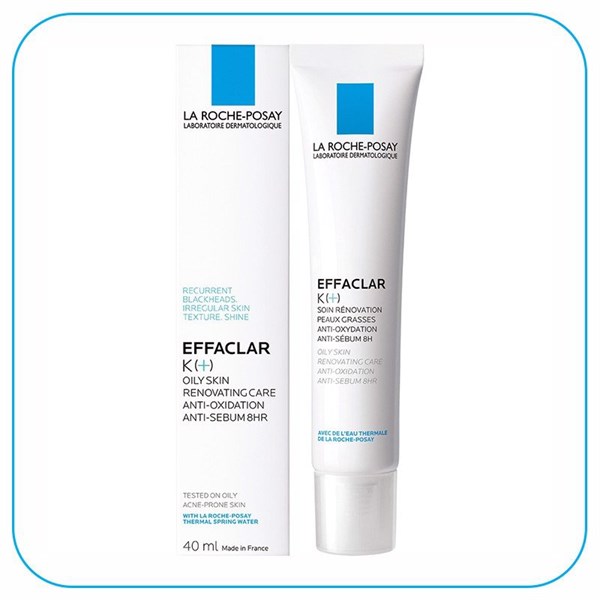 LA ROCHE-POSAY
LABORATOIRE DERMATOLOGIQUE
RECURRENT
BLACKHEADS,
IRREGULAR SKIN
TEXTURE, SHINE
EFFACLAR
K(+)
OILY SKIN
RENOVATING CARE
ANTI-OXIDATION
ANTI-SEBUM 8HR
TESTED ON OILY
ACNE-PRONE SKIN
WITH LA ROCHE-POSAY
THERMAL SPRING WATER
40 ml Made in France
LA ROCHE-POSAY
LABORATOIRE DERMATOLOGIQUE
EFFACLAR
K(+)
SOIN RÉNOVATION
PEAUX GRASSES
ANTI-OXYDATION
ANTI-SÉBUM 8H
OILY SKIN
RENOVATING CARE
ANTI-OXIDATION
ANTI-SEBUM 8HR
AVEC DE L'EAU THERMALE
DE LA ROCHE-POSAY